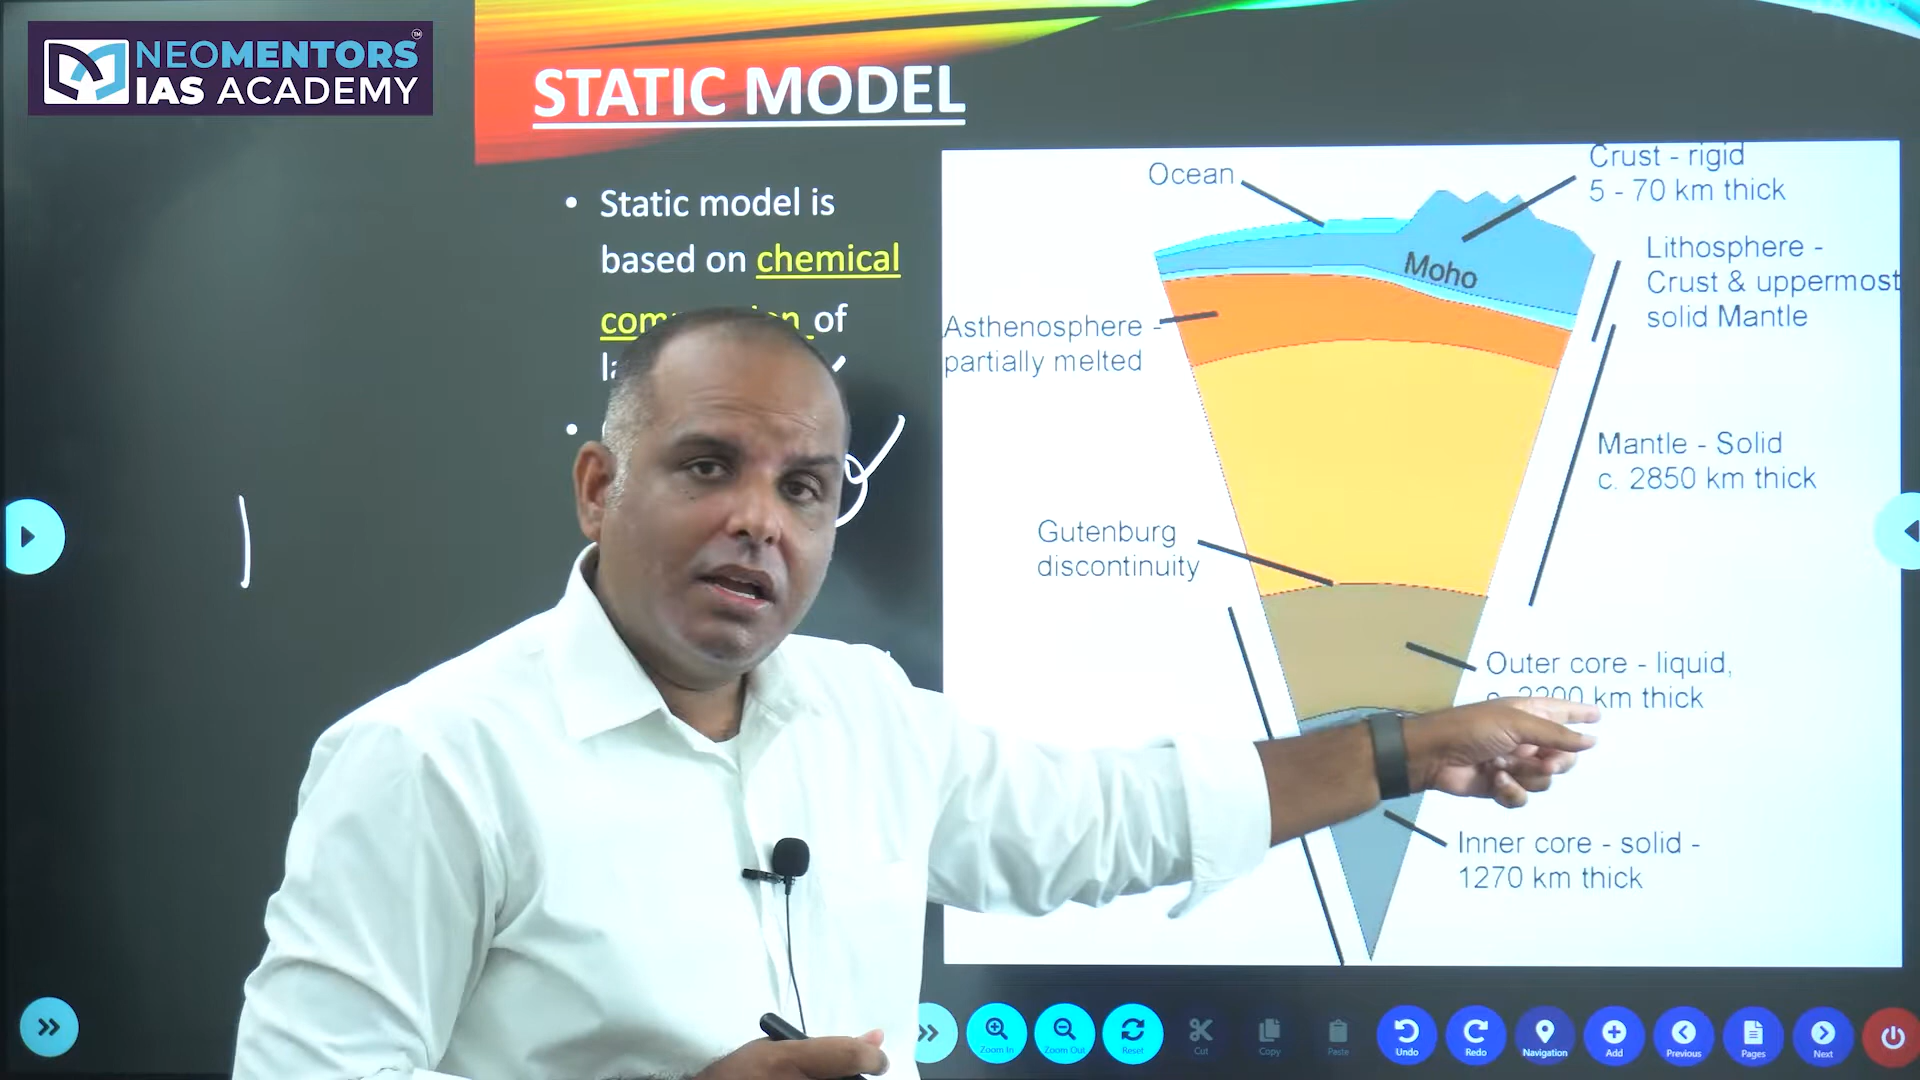 NEOMENTORS™
IAS ACADEMY
STATIC MODEL
• Static model is
based on chemical
of
•
Ocean
Crust - rigid
5 - 70 km thick
Moho
Lithosphere -
Crust & uppermost
solid Mantle
Asthenosphere -
partially melted
Mantle - Solid
c. 2850 km thick
Gutenburg
discontinuity
Outer core - liquid,
km thick
Inner core - solid -
1270 km thick
Zoom In
Zoom Out
Reset
Cut
Copy
Paste
Undo
Redo
Navigation
Add
Previous
Pages
Next